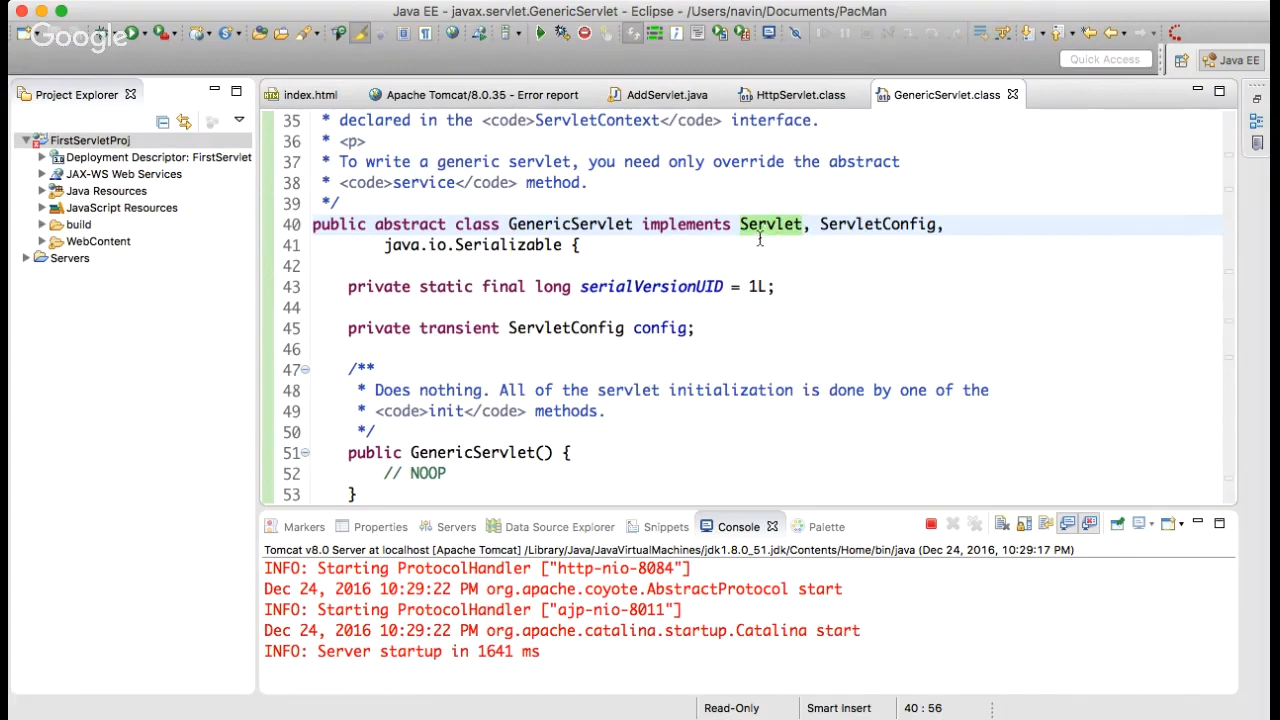 Java EE - javax.servlet.GenericServlet - Eclipse - /Users/navin/Documents/PacMan
Google
Quick Access
Java EE
Project Explorer
index.html
Apache Tomcat/8.0.35 - Error report
AddServlet.java
HttpServlet.class
GenericServlet.class
FirstServletProj
Deployment Descriptor: FirstServlet
JAX-WS Web Services
Java Resources
JavaScript Resources
build
WebContent
Servers
35 * declared in the <code>ServletContext</code> interface.
36 * <p>
37 * To write a generic servlet, you need only override the abstract
38 * <code>service</code> method.
39 */
40 public abstract class GenericServlet implements Servlet, ServletConfig,
41 java.io.Serializable {
42
43 private static final long serialVersionUID = 1L;
44
45 private transient ServletConfig config;
46
47 /**
48 * Does nothing. All of the servlet initialization is done by one of the
49 * <code>init</code> methods.
50 */
51 public GenericServlet() {
52 // NOOP
53 }
Markers
Properties
Servers
Data Source Explorer
Snippets
Console
Palette
Tomcat v8.0 Server at localhost [Apache Tomcat] /Library/Java/JavaVirtualMachines/jdk1.8.0_51.jdk/Contents/Home/bin/java (Dec 24, 2016, 10:29:17 PM)
INFO: Starting ProtocolHandler ["http-nio-8084"]
Dec 24, 2016 10:29:22 PM org.apache.coyote.AbstractProtocol start
INFO: Starting ProtocolHandler ["ajp-nio-8011"]
Dec 24, 2016 10:29:22 PM org.apache.catalina.startup.Catalina start
INFO: Server startup in 1641 ms
Read-Only
Smart Insert
40 : 56